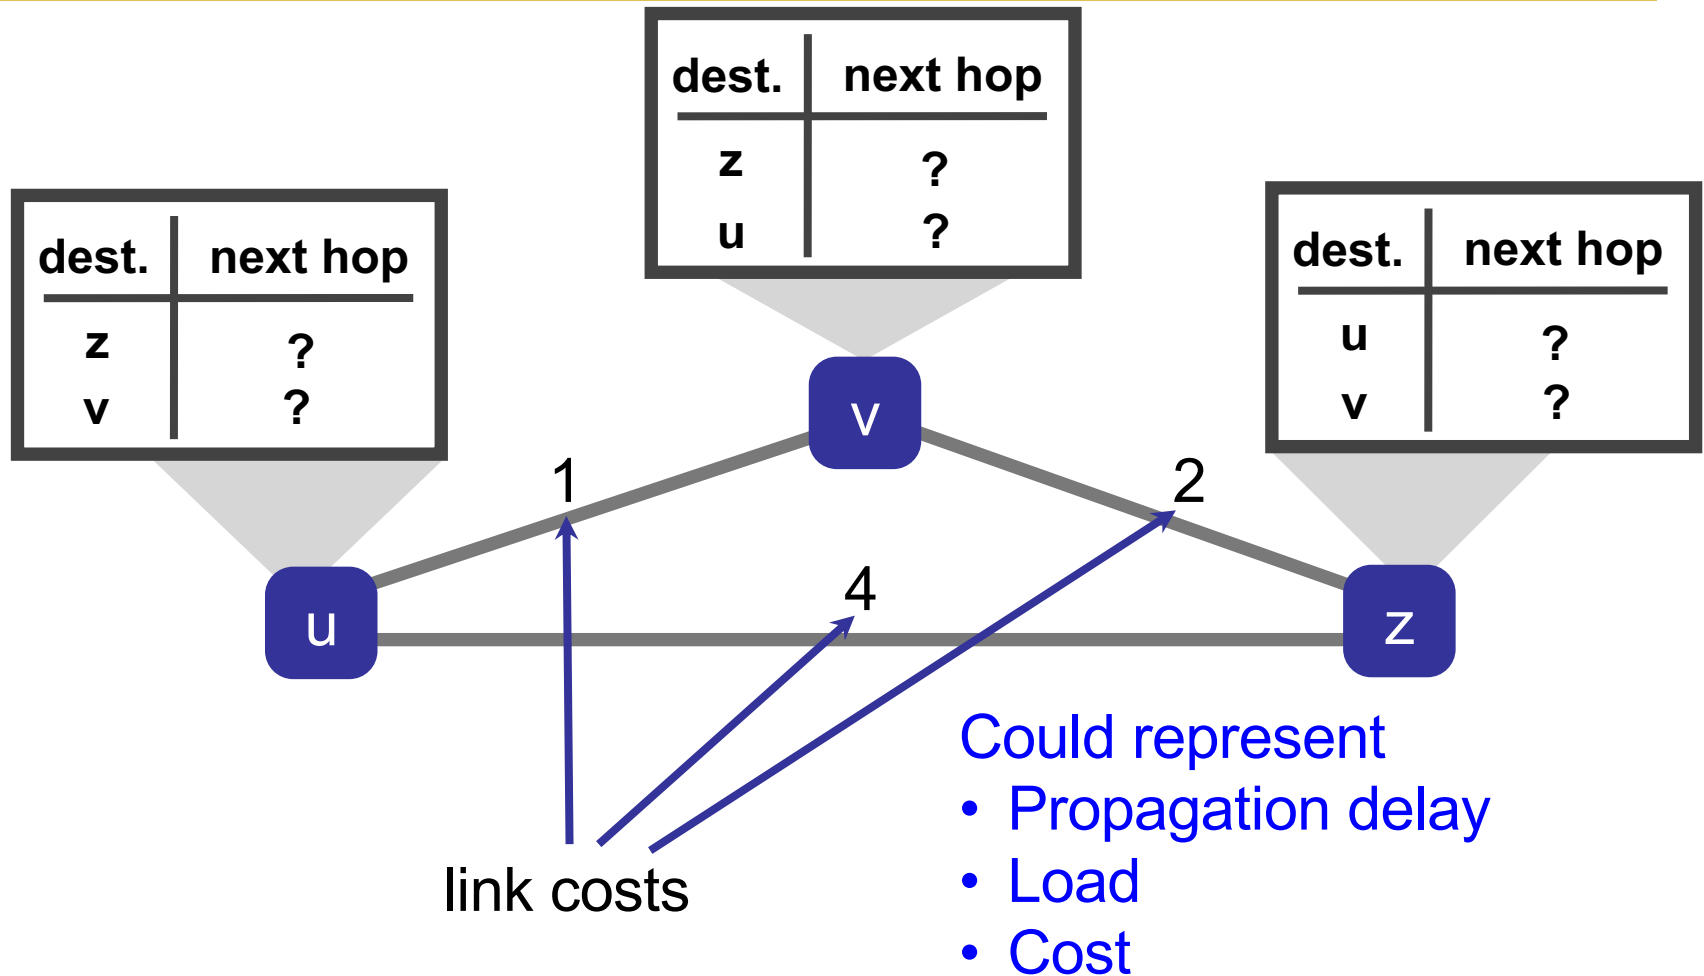 dest. next hop
z ?
u ?
dest. next hop
z ?
v ?
dest. next hop
u ?
v ?
v
1
2
4
u
z
link costs
Could represent
• Propagation delay
• Load
• Cost